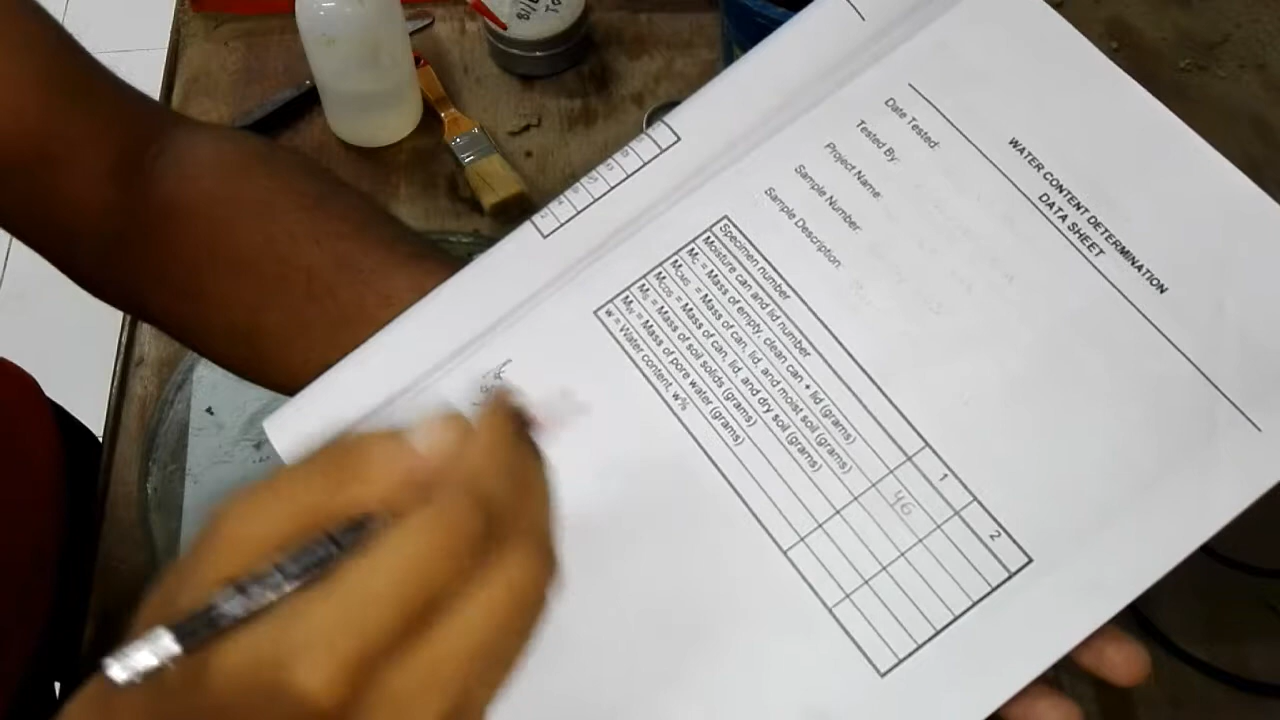 WATER CONTENT DETERMINATION
DATA SHEET
Date Tested:
Tested By:
Project Name:
Sample Number:
Sample Description:
Specimen number 1 2
Moisture can and lid number
MC = Mass of empty, clean can + lid (grams) 46
MCMS = Mass of can, lid, and moist soil (grams)
MCDS = Mass of can, lid, and dry soil (grams)
MS = Mass of soil solids (grams)
MW = Mass of pore water (grams)
w = Water content, w%